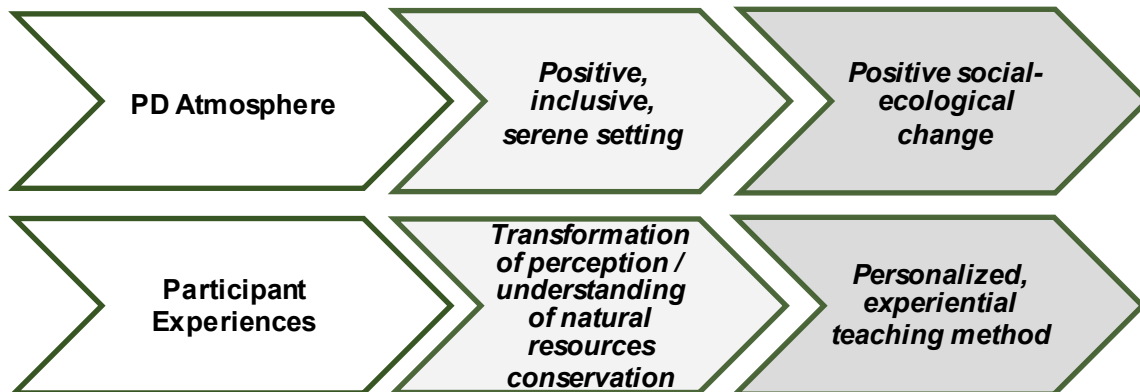 PD Atmosphere
Positive,
inclusive,
serene setting
Positive social-
ecological
change
Participant
Experiences
Transformation
of perception /
understanding
of natural
resources
conservation
Personalized,
experiential
teaching method